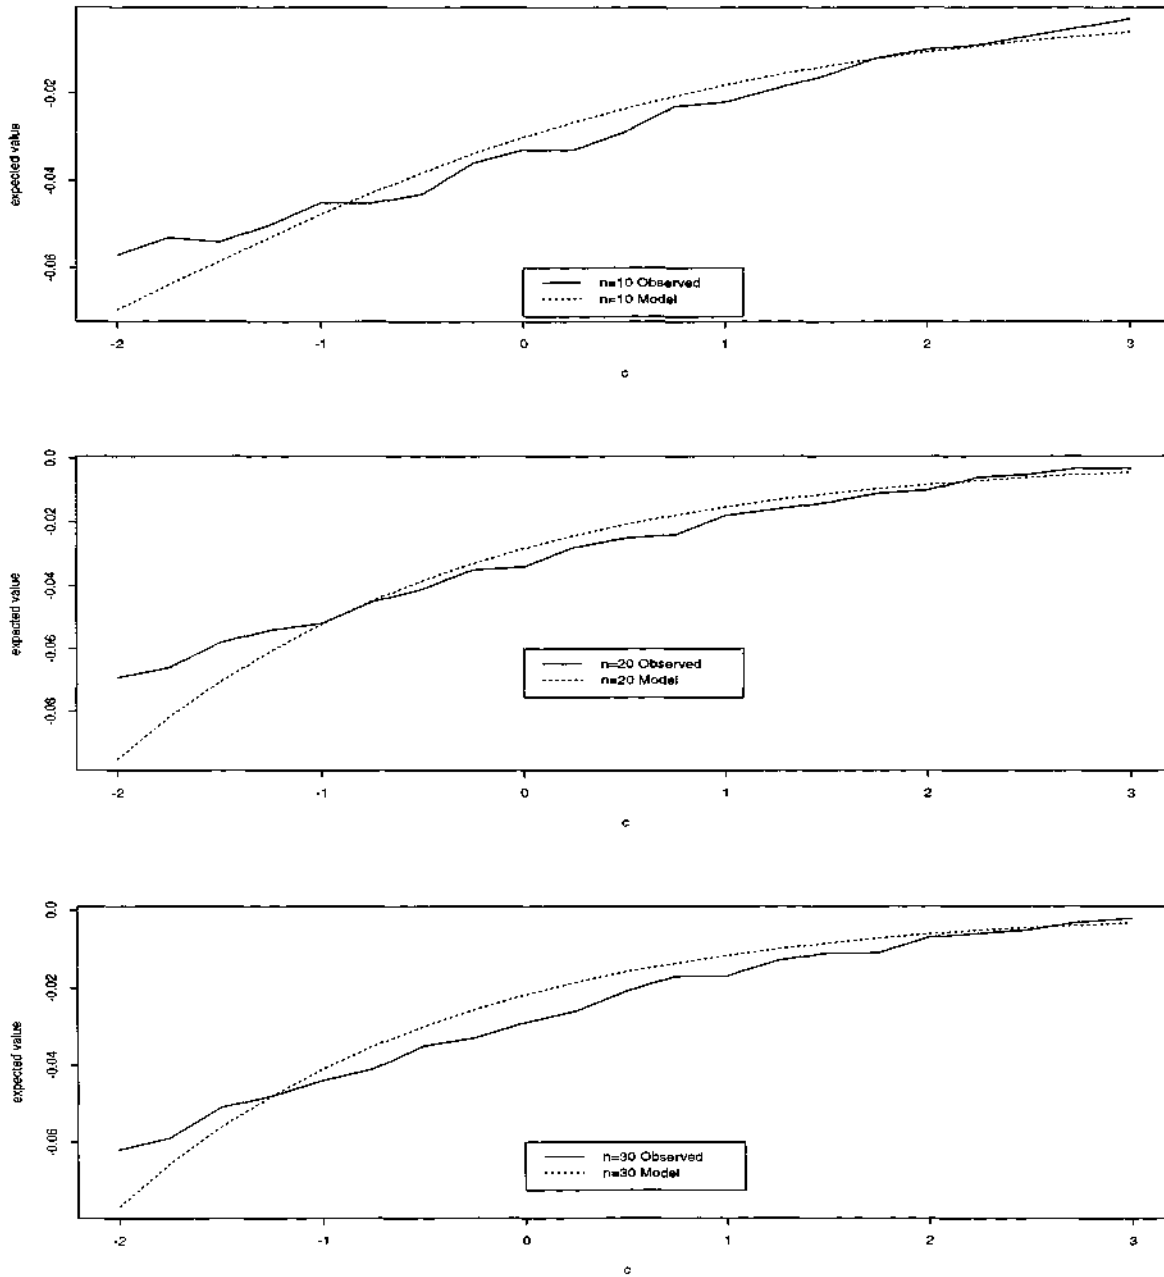 -0.02
-0.04
-0.06
expected value
n=10 Observed
n=10 Model
-2 -1 0 1 2 3
c
0.0
-0.02
-0.04
-0.06
-0.08
expected value
n=20 Observed
n=20 Model
-2 -1 0 1 2 3
c
0.0
-0.02
-0.04
-0.06
expected value
n=30 Observed
n=30 Model
-2 -1 0 1 2 3
c